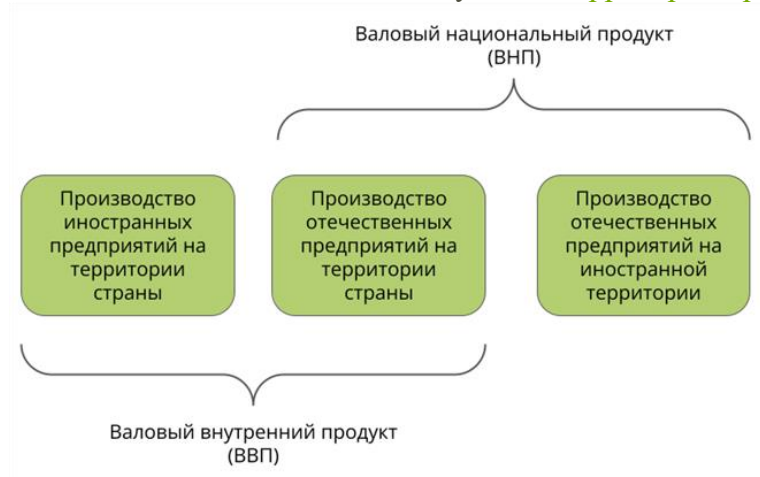 Валовый национальный продукт
(ВНП)
Производство
иностранных
предприятий на
территории
страны
Производство
отечественных
предприятий на
территории
страны
Производство
отечественных
предприятий на
иностранной
территории
Валовый внутренний продукт
(ВВП)